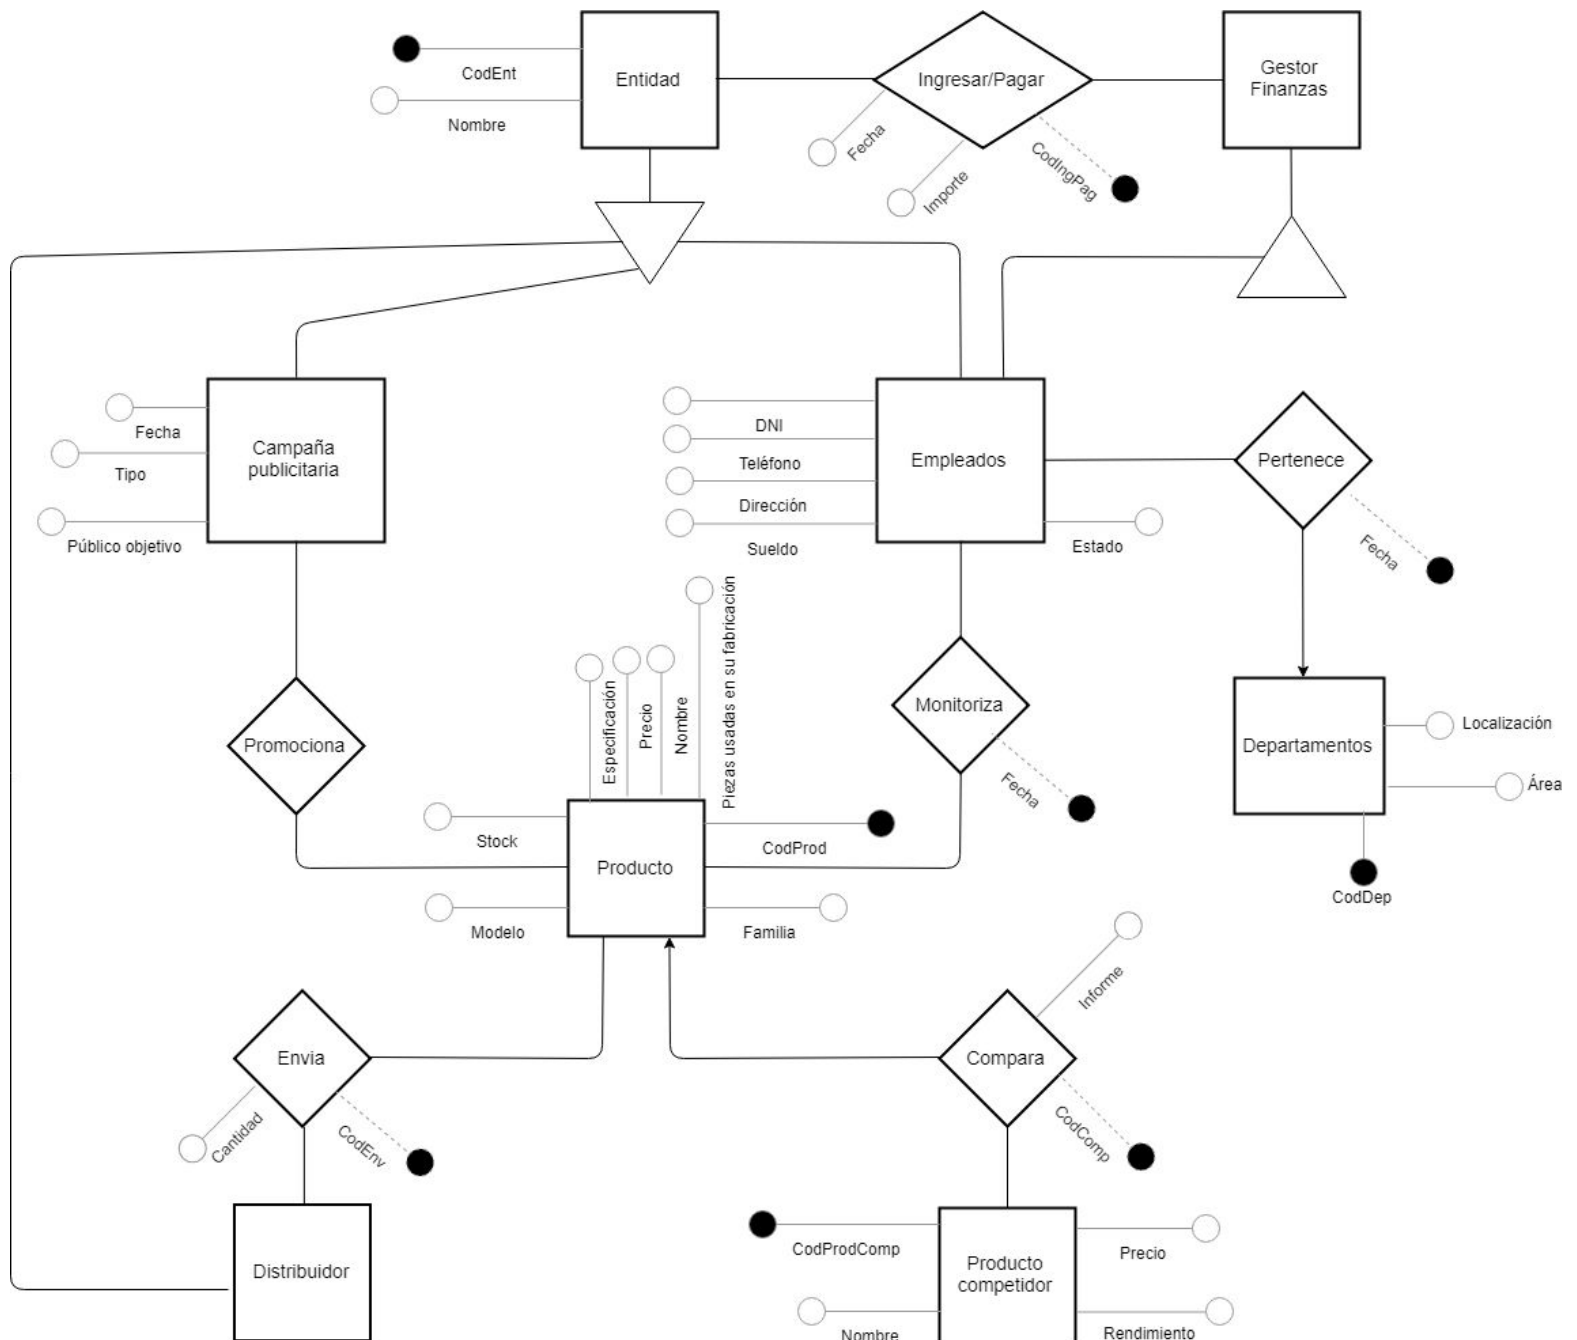 CodEnt
Nombre
Entidad
Ingresar/Pagar
Fecha
Importe
CodIngPag
Gestor
Finanzas
Fecha
Tipo
Público objetivo
Campaña
publicitaria
DNI
Teléfono
Dirección
Sueldo
Empleados
Estado
Pertenece
Fecha
Promociona
Especificación
Precio
Nombre
Piezas usadas en su fabricación
Monitoriza
Fecha
Departamentos
Localización
Área
CodDep
Stock
Modelo
Producto
CodProd
Familia
Envia
Cantidad
CodEnv
Compara
Informe
CodComp
Distribuidor
CodProdComp
Nombre
Producto
competidor
Precio
Rendimiento